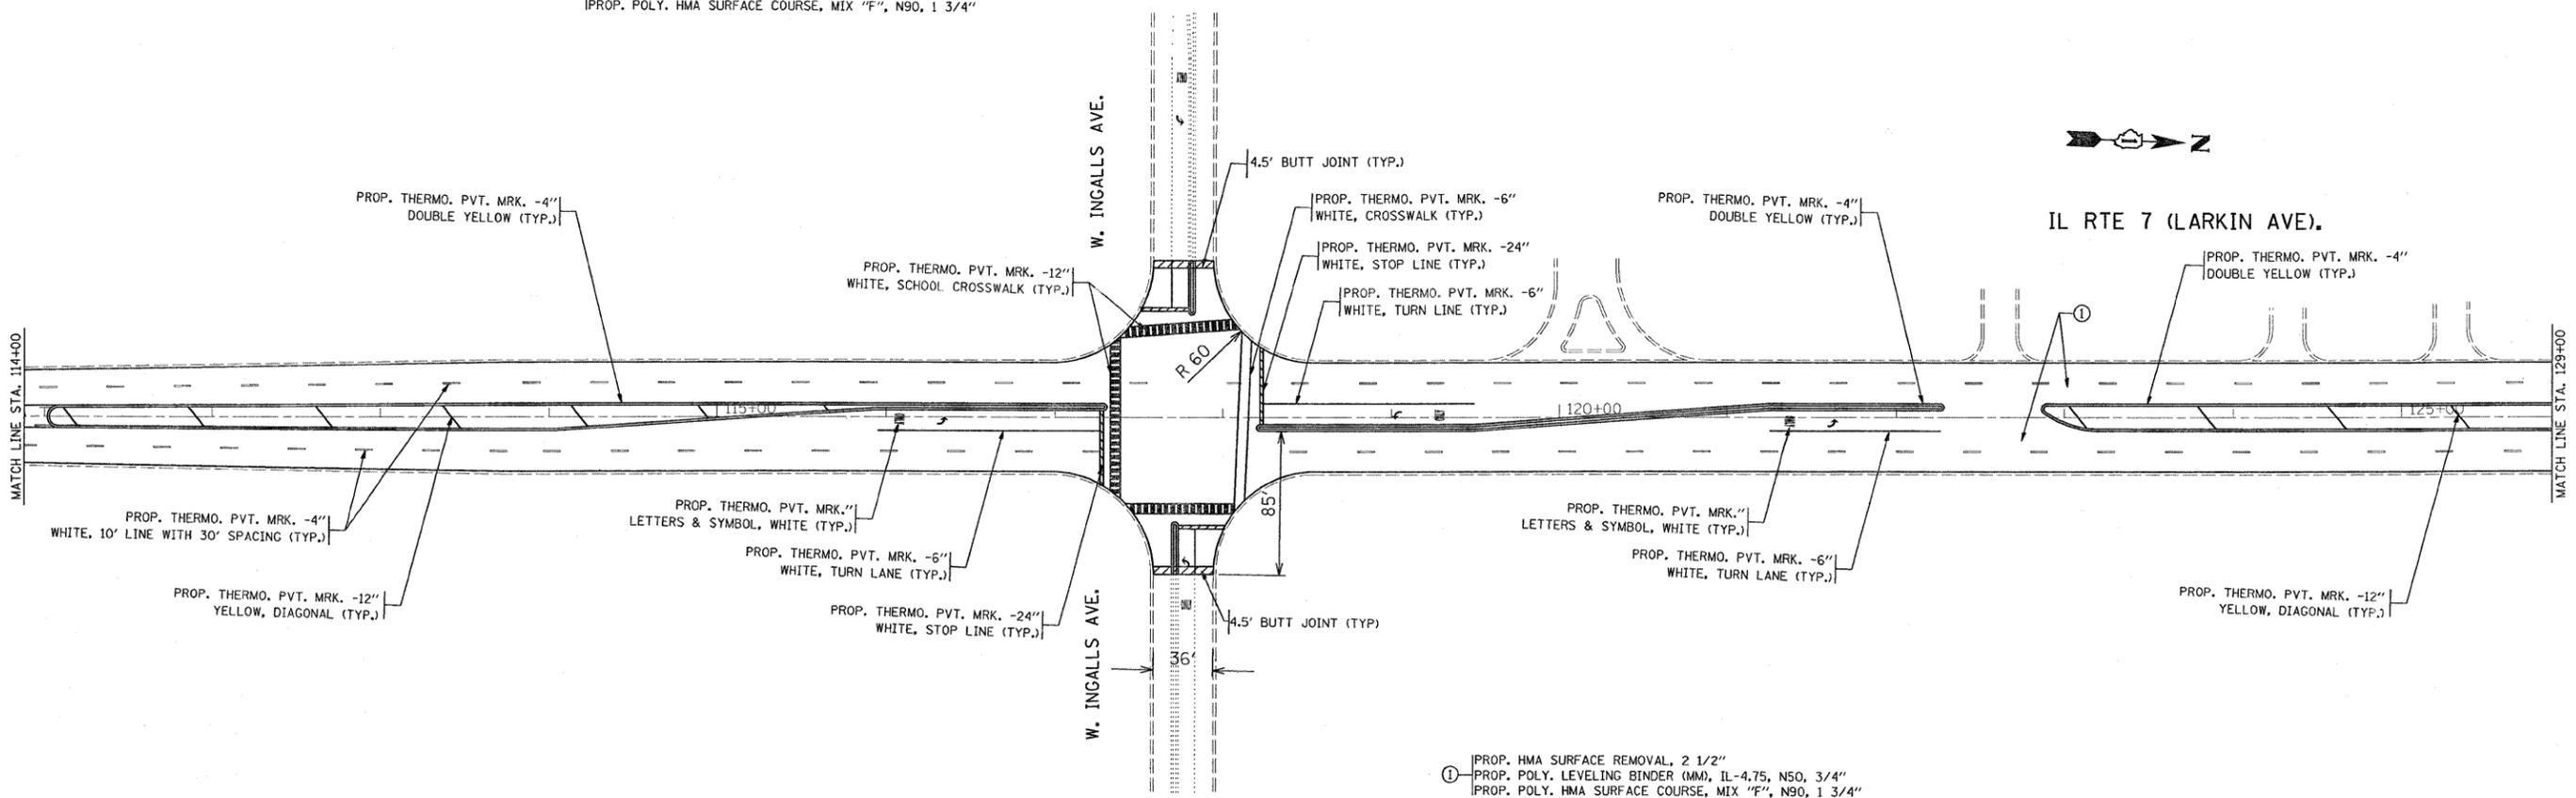 PROP. POLY. HMA SURFACE COURSE, MIX "F", N90, 1 3/4"
W. INGALLS AVE.
4.5' BUTT JOINT (TYP.)
N
IL RTE 7 (LARKIN AVE).
PROP. THERMO. PVT. MRK. -4"
DOUBLE YELLOW (TYP.)
PROP. THERMO. PVT. MRK. -6"
WHITE, CROSSWALK (TYP.)
PROP. THERMO. PVT. MRK. -4"
DOUBLE YELLOW (TYP.)
PROP. THERMO. PVT. MRK. -24"
WHITE, STOP LINE (TYP.)
PROP. THERMO. PVT. MRK. -4"
DOUBLE YELLOW (TYP.)
PROP. THERMO. PVT. MRK. -12"
WHITE, SCHOOL CROSSWALK (TYP.)
PROP. THERMO. PVT. MRK. -6"
WHITE, TURN LINE (TYP.)
1
MATCH LINE STA. 114+00
R 60
115+00
120+00
125+00
MATCH LINE STA. 129+00
85'
PROP. THERMO. PVT. MRK. -4"
WHITE, 10' LINE WITH 30' SPACING (TYP.)
PROP. THERMO. PVT. MRK."
LETTERS & SYMBOL, WHITE (TYP.)
PROP. THERMO. PVT. MRK."
LETTERS & SYMBOL, WHITE (TYP.)
PROP. THERMO. PVT. MRK. -6"
WHITE, TURN LANE (TYP.)
PROP. THERMO. PVT. MRK. -6"
WHITE, TURN LANE (TYP.)
PROP. THERMO. PVT. MRK. -12"
YELLOW, DIAGONAL (TYP.)
PROP. THERMO. PVT. MRK. -24"
WHITE, STOP LINE (TYP.)
4.5' BUTT JOINT (TYP)
PROP. THERMO. PVT. MRK. -12"
YELLOW, DIAGONAL (TYP.)
W. INGALLS AVE.
36'
1
PROP. HMA SURFACE REMOVAL, 2 1/2"
PROP. POLY. LEVELING BINDER (MM), IL-4.75, N50, 3/4"
PROP. POLY. HMA SURFACE COURSE, MIX "F", N90, 1 3/4"